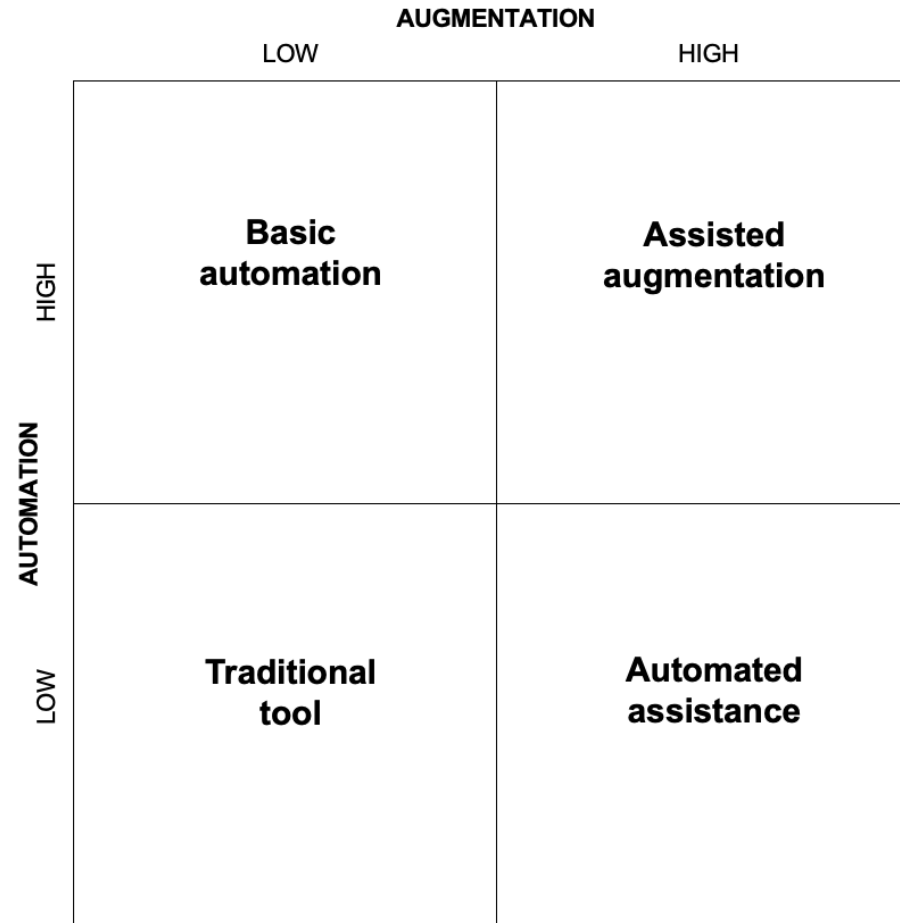 AUGMENTATION
LOW
HIGH
Basic
automation
Assisted
augmentation
HIGH
AUTOMATION
LOW
Traditional
tool
Automated
assistance